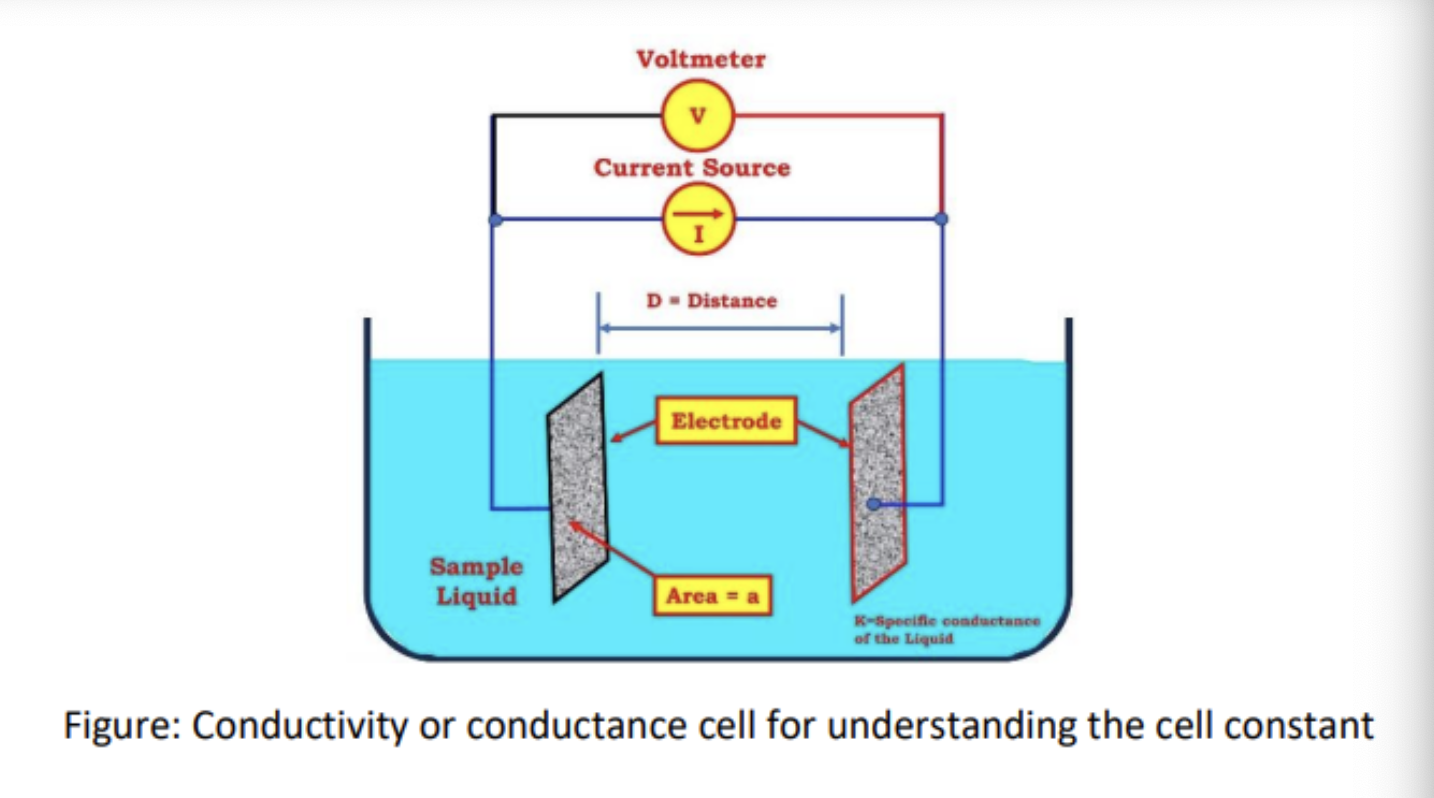 Voltmeter
V
Current Source
I
D = Distance
Electrode
Sample
Liquid
Area = a
K-Specific conductance
of the Liquid
Figure: Conductivity or conductance cell for understanding the cell constant